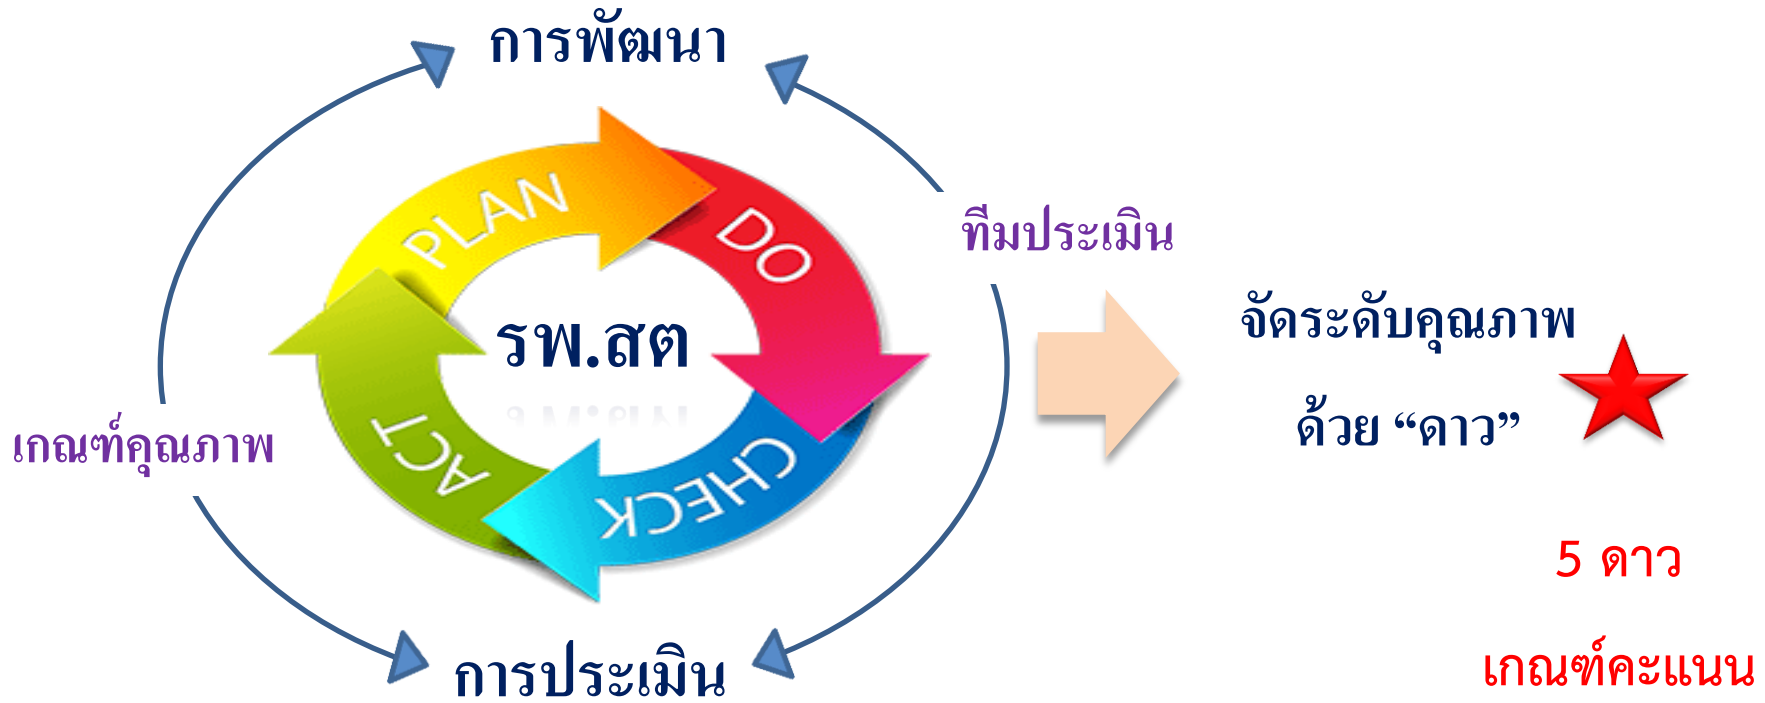 การพัฒนา
PLAN
DO
ทีมประเมิน
รพ.สต
จัดระดับคุณภาพ
ด้วย “ดาว”
ACT
CHECK
เกณฑ์คุณภาพ
5 ดาว
การประเมิน
เกณฑ์คะแนน